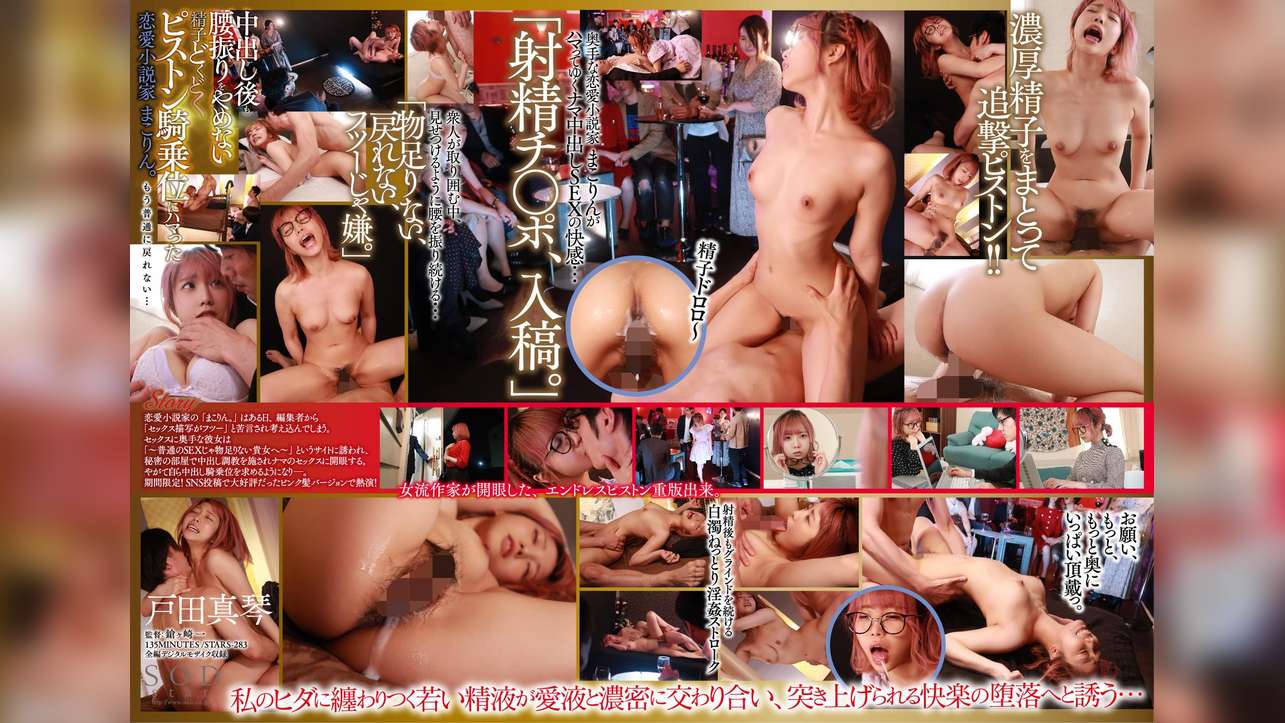 濃厚精子をまとって
追撃ピストン!!
奥手な恋愛小説家 まこりんが
ハマってゆくナマ中出しSEXの快感…
「射精チ〇ポ、入稿。」
衆人が取り囲む中、
見せつけるように腰を振り続ける…
「物足りない、
戻れない、
フツーじゃ嫌。」
中出し後も
腰振りをやめない
精子どくどく
ピストン騎乗位にハマった
恋愛小説家 まこりん。
もう普通に戻れない…
精子ドロロ〜
Story
恋愛小説家の「まこりん。」はある日、編集者から
「セックス描写がフツー」と苦言され考え込んでしまう。
セックスに奥手な彼女は
「〜普通のSEXじゃ物足りない貴女へ〜」というサイトに誘われ、
秘密の部屋で中出し調教を施されナマのセックスに開眼する。
やがて自ら中出し騎乗位を求めるようになり―。
期間限定!SNS投稿で大好評だったピンク髪バージョンで熱演!
女流作家が開眼した、エンドレスピストン重版出来。
お願い、
もっと、
もっと奥に
いっぱい頂戴っ。
射精後もグラインドを続ける
白濁ねっとり淫姦ストローク
戸田真琴
監督・鎗ヶ崎一
135MINUTES/STARS-283
全編デジタルモザイク収録
SOD
star
私のヒダに纏わりつく若い精液が愛液と濃密に交わり合い、突き上げられる快楽の堕落へと誘う…